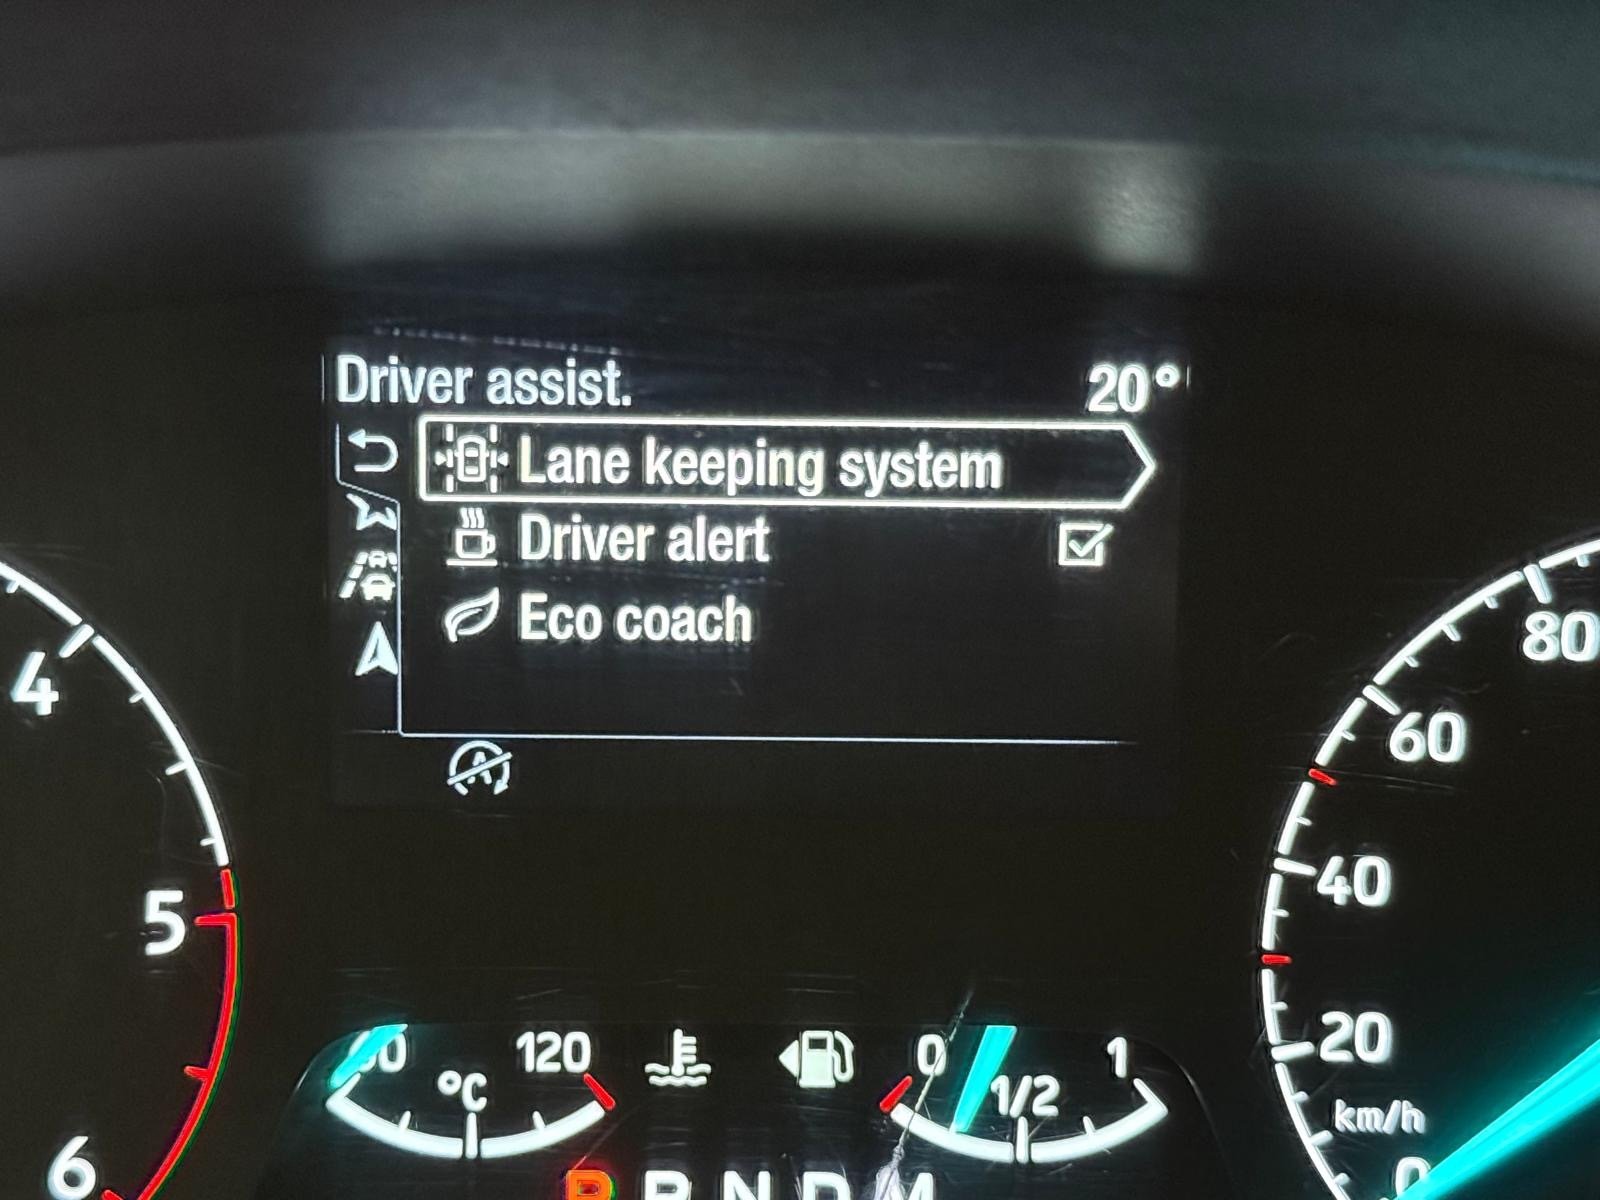 Driver assist. 20°
Lane keeping system
Driver alert
Eco coach
A
4
5
6
80
60
40
20
0
km/h
120
°C
0 1/2 1
P R N D M